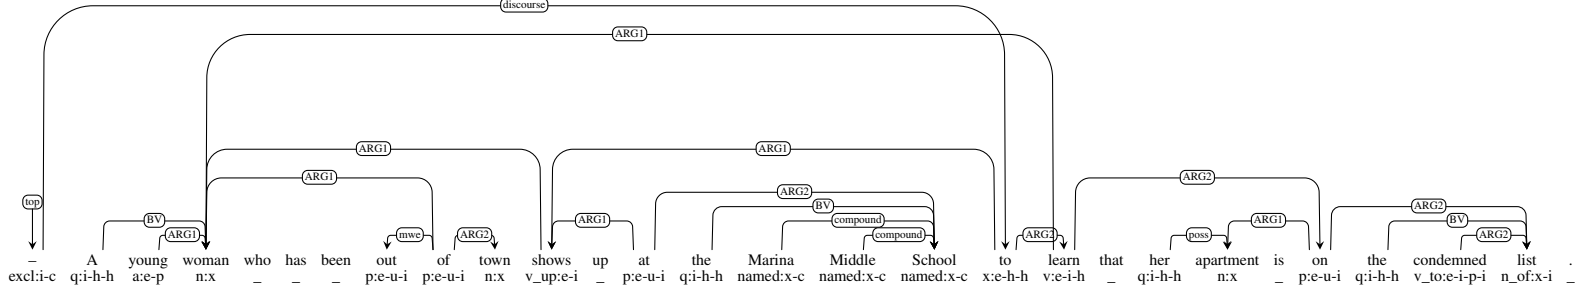 discourse
ARG1
ARG1 ARG1
ARG1 ARG2
ARG2
top BV
BV ARG1 compound ARG1 ARG2 BV
ARG1 mwe ARG2 compound ARG2 poss ARG2
– A young woman who has been out of town shows up at the Marina Middle School to learn that her apartment is on the condemned list .
excl:i-c q:i-h-h a:e-p n:x _ _ _ p:e-u-i p:e-u-i n:x v_up:e-i _ p:e-u-i q:i-h-h named:x-c named:x-c named:x-c x:e-h-h v:e-i-h _ q:i-h-h n:x _ p:e-u-i q:i-h-h v_to:e-i-p-i n_of:x-i _